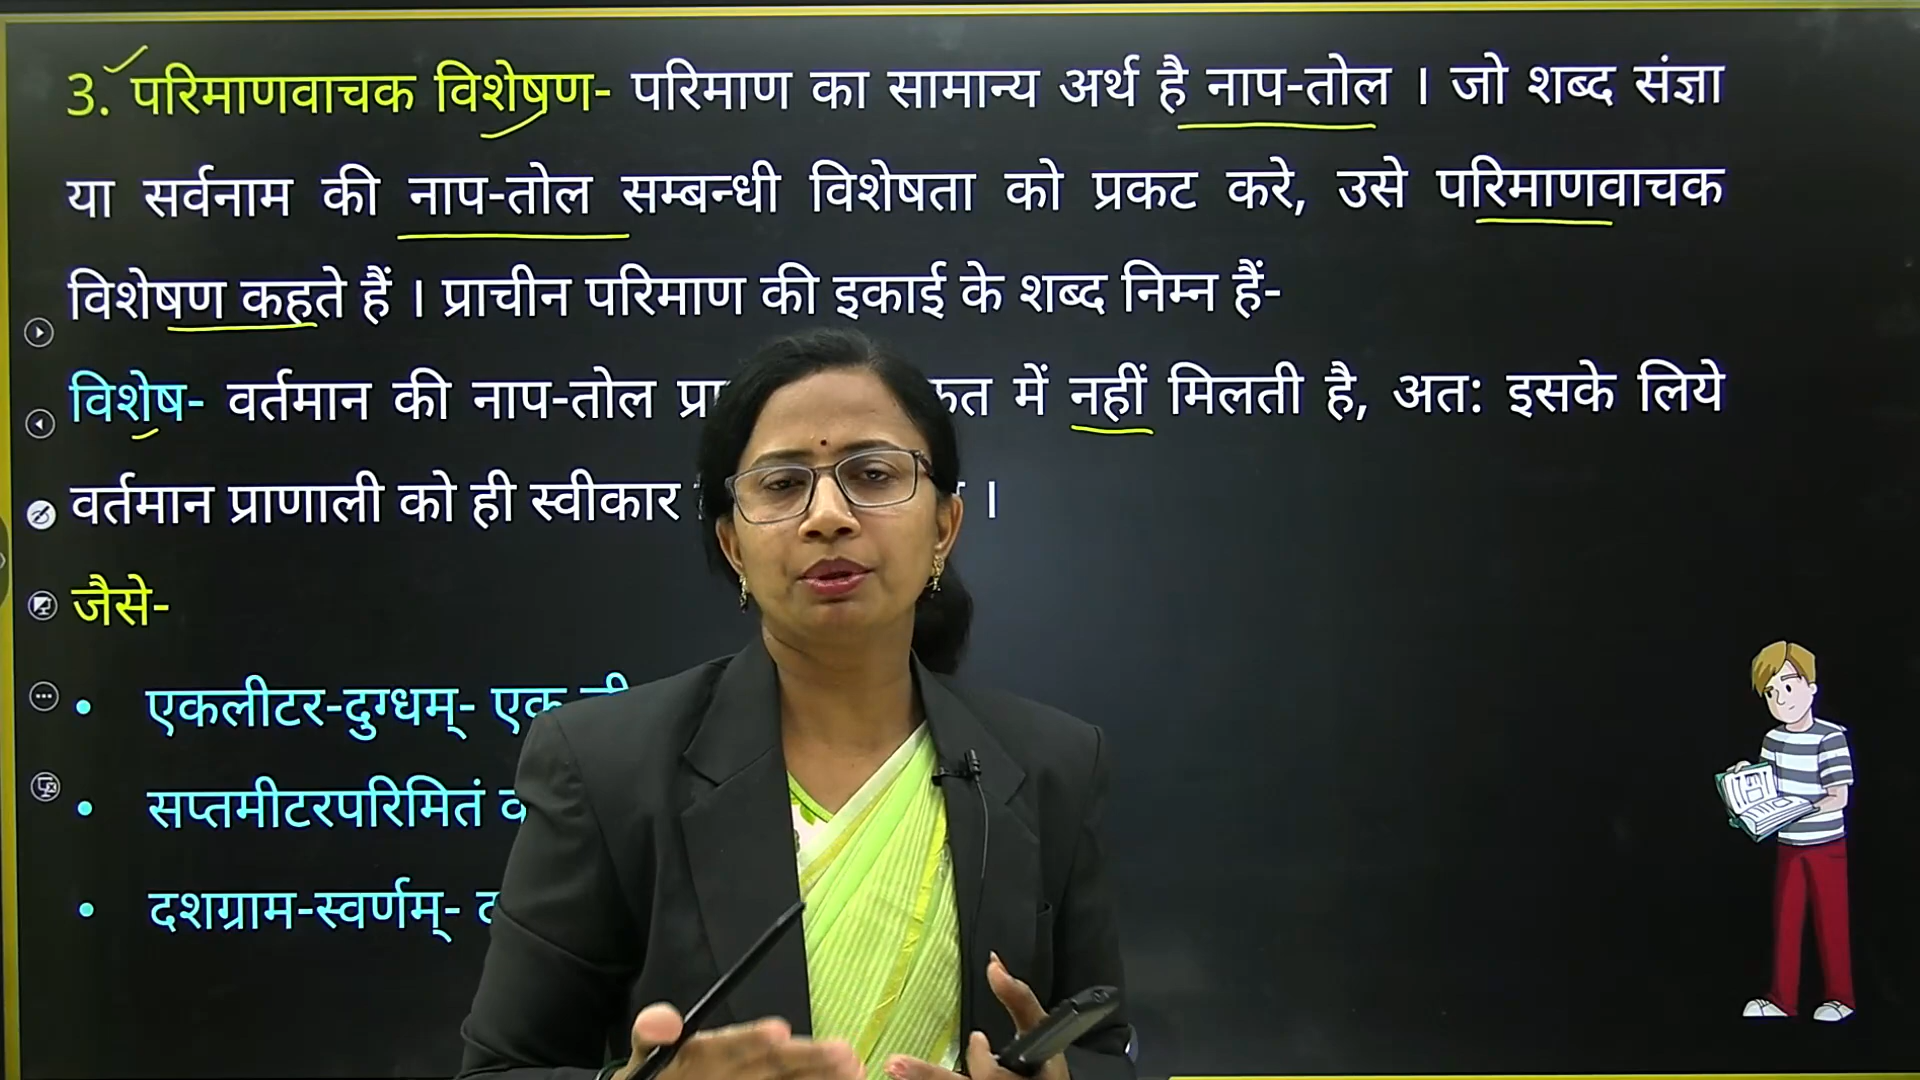 3. परिमाणवाचक विशेषण- परिमाण का सामान्य अर्थ है नाप-तोल । जो शब्द संज्ञा
या सर्वनाम की नाप-तोल सम्बन्धी विशेषता को प्रकट करे, उसे परिमाणवाचक
विशेषण कहते हैं । प्राचीन परिमाण की इकाई के शब्द निम्न हैं-
विशेष- वर्तमान की नाप-तोल में नहीं मिलती है, अत: इसके लिये
वर्तमान प्राणाली को ही स्वीकार ।
जैसे-
• एकलीटर-दुग्धम्- एक
• सप्तमीटरपरिमितं
• दशग्राम-स्वर्णम्-